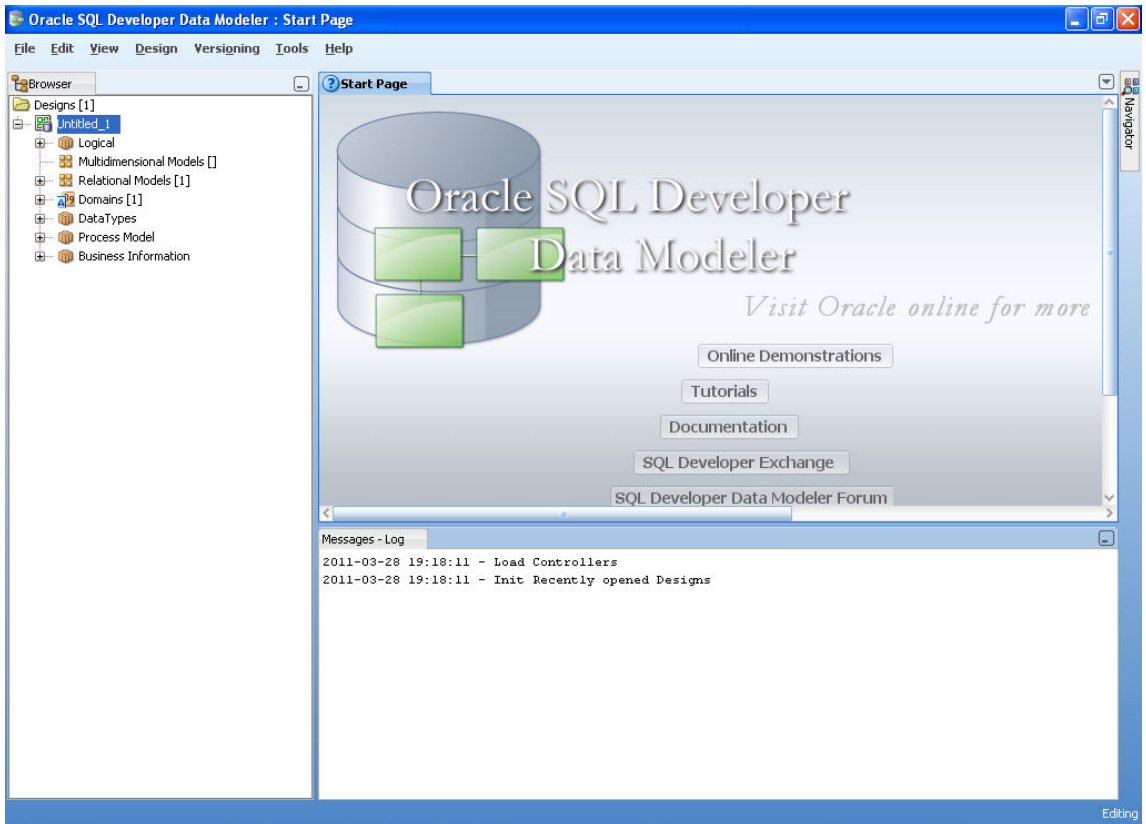 Oracle SQL Developer Data Modeler : Start Page
File Edit View Design Versioning Tools Help
Browser
Designs [1]
Untitled_1
Logical
Multidimensional Models []
Relational Models [1]
Domains [1]
DataTypes
Process Model
Business Information
Start Page
Oracle SQL Developer
Data Modeler
Visit Oracle online for more
Online Demonstrations
Tutorials
Documentation
SQL Developer Exchange
SQL Developer Data Modeler Forum
Navigator
Messages - Log
2011-03-28 19:18:11 - Load Controllers
2011-03-28 19:18:11 - Init Recently opened Designs
Editing